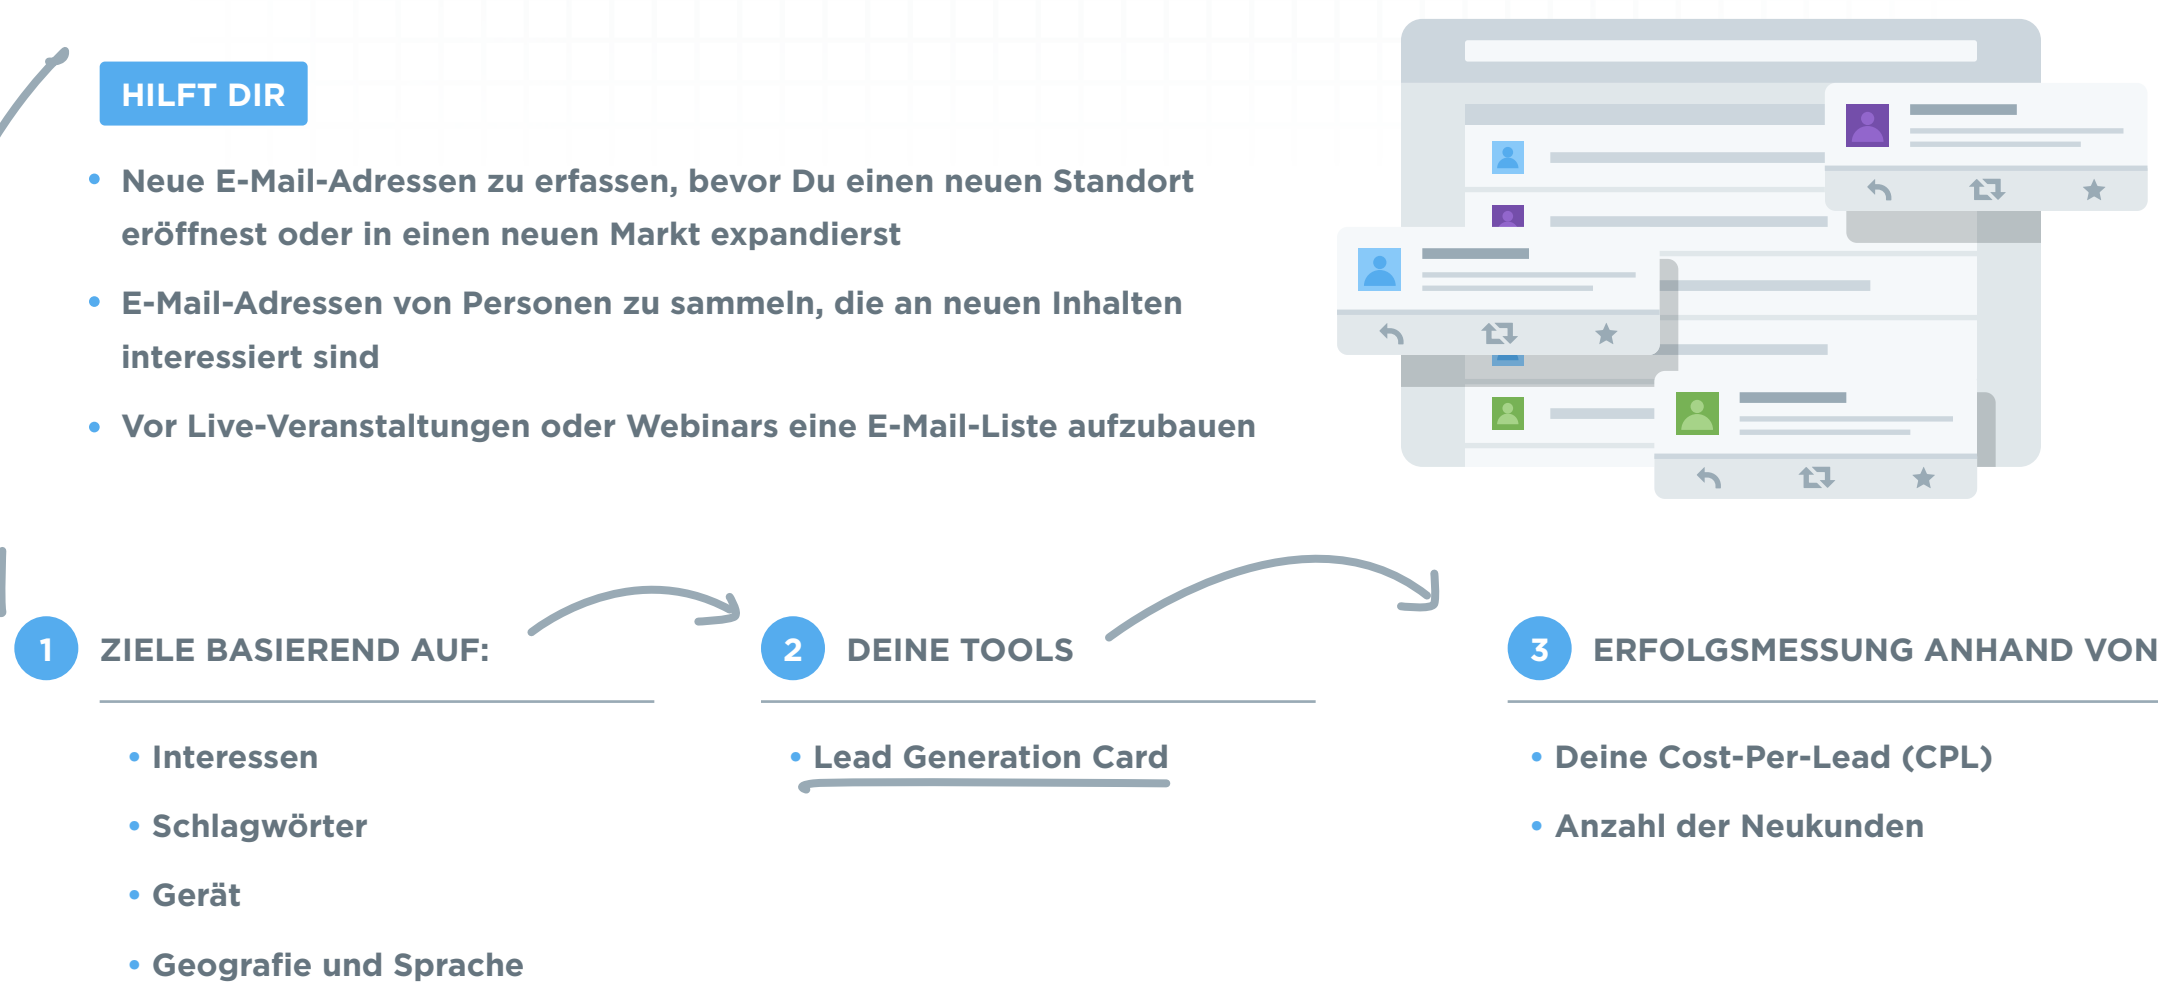 HILFT DIR
• Neue E-Mail-Adressen zu erfassen, bevor Du einen neuen Standort
eröffnest oder in einen neuen Markt expandierst
• E-Mail-Adressen von Personen zu sammeln, die an neuen Inhalten
interessiert sind
• Vor Live-Veranstaltungen oder Webinars eine E-Mail-Liste aufzubauen
1 ZIELE BASIEREND AUF:
• Interessen
• Schlagwörter
• Gerät
• Geografie und Sprache
2 DEINE TOOLS
• Lead Generation Card
3 ERFOLGSMESSUNG ANHAND VON
• Deine Cost-Per-Lead (CPL)
• Anzahl der Neukunden